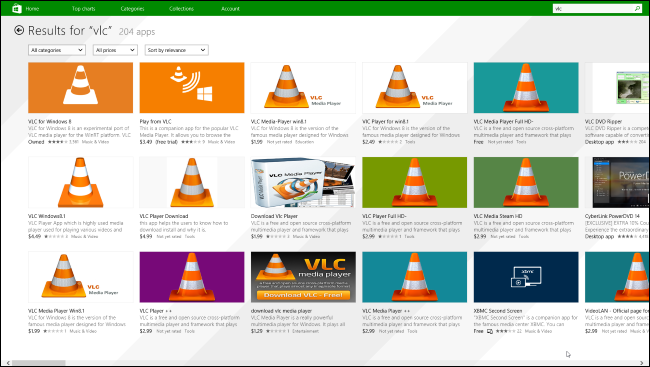 Home Top charts Categories Collections Account vlc
Results for "vlc" 204 apps
All categories All prices Sort by relevance
VLC Media Player
VLC Media Player
VLC for Windows 8
VLC for Windows 8 is an experimental port
of VLC media player for the WinRT platform. VLC
Owned Music & Video
Play from VLC
This is a companion app for the popular VLC
Media Player. It allows you to browse the
$3.49 (free trial) 9 Music & Video
VLC Media-Player win8.1
VLC for Windows 8 is the version of the
famous media player designed for Windows
$1.99 Not yet rated Education
VlC Player for win8.1
VLC for Windows 8 is the version of the
famous media player designed for Windows
$2.49 2 Tools
VLC Media Player Full HD-
VLC is a free and open source cross-platform
multimedia player and framework that plays
Free Not yet rated Tools
VLC DVD Ripper
VLC DVD Ripper is a
software capable of conver
Desktop app 204
VLC Media Player
PowerD
VLC Windows8.1
VLC Player App which is highly used media
player used for playing various videos and
$4.49 2 Music & Video
VLC Player Download
this app helps the users to know how to
download install and why it is.
$4.99 Not yet rated Music & Video
Download Vlc Player
VLC is a free and open source cross-platform
multimedia player and framework that plays
$1.99 3 Music & Video
VLC Player Full HD-
VLC is a free and open source cross-platform
multimedia player and framework that plays
$2.99 1 Tools
VLC Media Steam HD
VLC is a free and open source cross-platform
multimedia player and framework that plays
$2.99 Not yet rated Tools
CyberLink PowerDVD 14
EXCLUSIVE! EXTRA 10% Cou
Experience the extraordinary
Desktop app
VLC Media Player
VLC
media player
Download VLC - Free!
xbmc
VLC Media Player Win8.1
VLC for Windows 8 is the version of the
famous media player designed for Windows
$1.99 1 Music & Video
VLC Player ++
VLC is a free and open source cross-platform
multimedia player and framework that plays
$2.99 Not yet rated Tools
download vlc media player
VLC Media Player is a really powerful
multimedia player for Windows. It plays all
$1.29 1 Entertainment
VLC Media Player ++
VLC is a free and open source cross-platform
multimedia player and framework that plays
$2.99 Not yet rated Tools
XBMC Second Screen
"XBMC Second Screen" is a companion app for
the famous media center XBMC. You can
Free 22 Music & Video
VideoLAN - Official page fo
VLC is a free and open sour
multimedia player and fram
Free Not yet rated